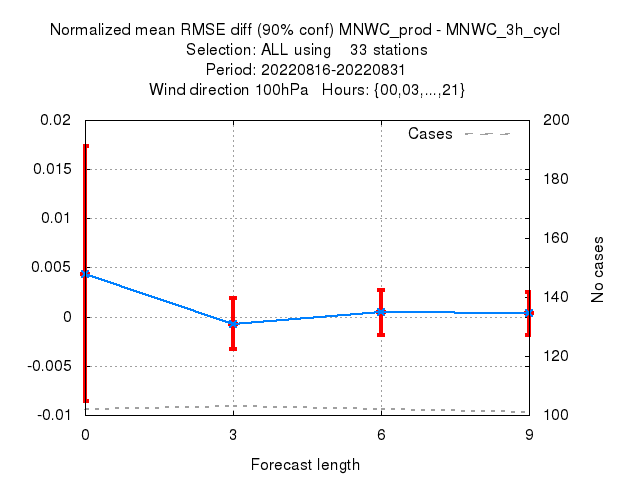 Normalized mean RMSE diff (90% conf) MNWC_prod - MNWC_3h_cycl
Selection: ALL using 33 stations
Period: 20220816-20220831
Wind direction 100hPa Hours: {00,03,...,21}
Cases
0.02
0.015
0.01
0.005
0
-0.005
-0.01
200
180
160
140
120
100
No cases
0 3 6 9
Forecast length